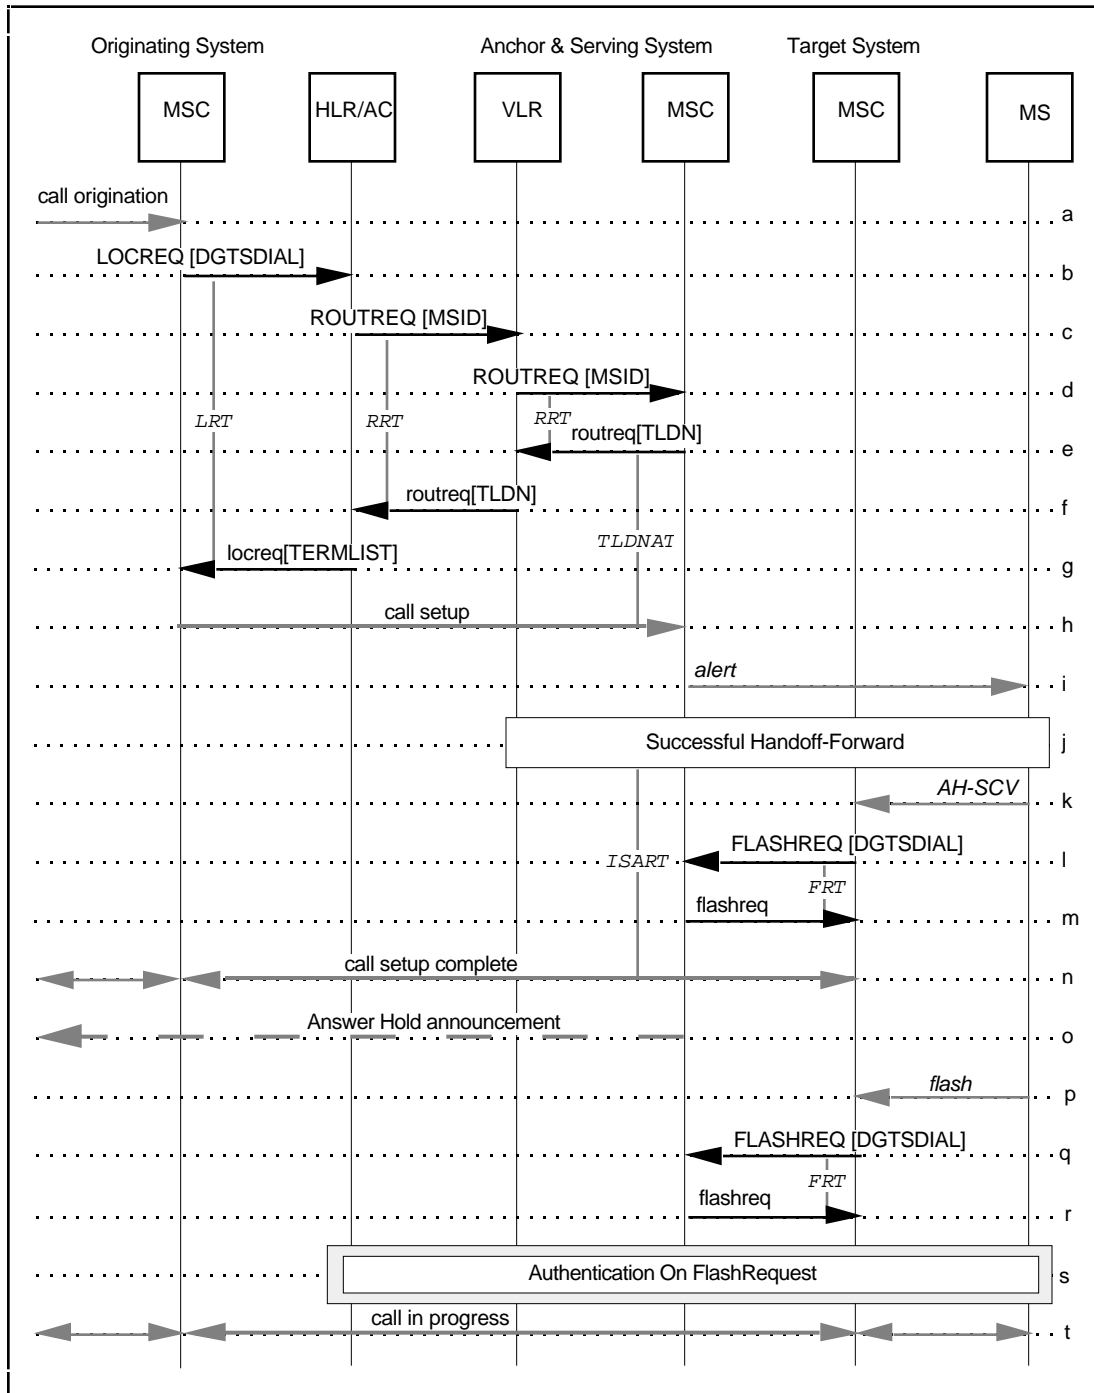 Originating System Anchor & Serving System Target System
MSC HLR/AC VLR MSC MSC MS
call origination a
LOCREQ [DGTSDIAL] b
ROUTREQ [MSID] c
ROUTREQ [MSID] d
LRT RRT RRT
routreq[TLDN] e
routreq[TLDN] f
TLDNAT
locreq[TERMLIST] g
call setup h
alert i
Successful Handoff-Forward j
AH-SCV k
FLASHREQ [DGTSDIAL] l
ISART
FRT
flashreq m
call setup complete n
Answer Hold announcement o
flash p
FLASHREQ [DGTSDIAL] q
FRT
flashreq r
Authentication On FlashRequest s
call in progress t